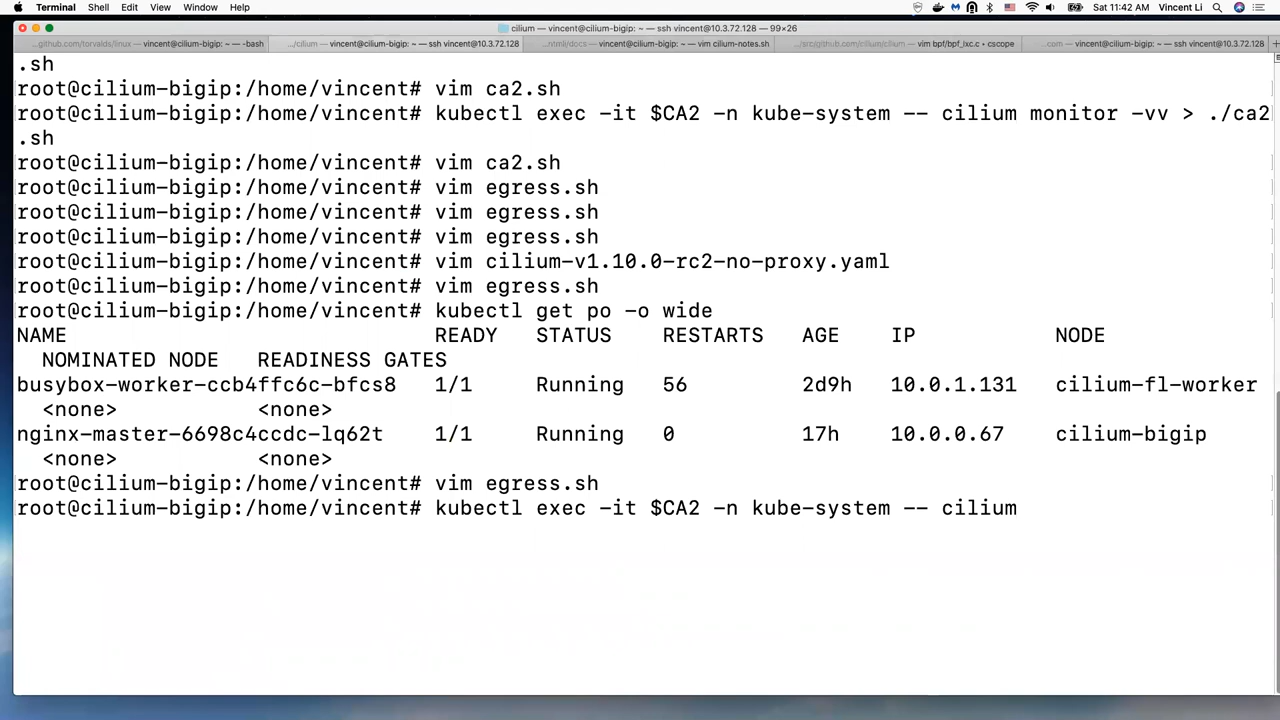 Terminal Shell Edit View Window Help Sat 11:42 AM Vincent Li
cilium — vincent@cilium-bigip: ~ — ssh vincent@10.3.72.128 — 99×26
...github.com/torvalds/linux — vincent@cilium-bigip: ~ — -bash .../cilium — vincent@cilium-bigip: ~ — ssh vincent@10.3.72.128 ...ntml/docs — vincent@cilium-bigip: ~ — vim cilium-notes.sh .../src/github.com/cilium/cilium — vim bpf/bpf_lxc.c • cscope ....com — vincent@cilium-bigip: ~ — ssh vincent@10.3.72.128 +
.sh
root@cilium-bigip:/home/vincent# vim ca2.sh
root@cilium-bigip:/home/vincent# kubectl exec -it $CA2 -n kube-system -- cilium monitor -vv > ./ca2
.sh
root@cilium-bigip:/home/vincent# vim ca2.sh
root@cilium-bigip:/home/vincent# vim egress.sh
root@cilium-bigip:/home/vincent# vim egress.sh
root@cilium-bigip:/home/vincent# vim egress.sh
root@cilium-bigip:/home/vincent# vim cilium-v1.10.0-rc2-no-proxy.yaml
root@cilium-bigip:/home/vincent# vim egress.sh
root@cilium-bigip:/home/vincent# kubectl get po -o wide
NAME READY STATUS RESTARTS AGE IP NODE
NOMINATED NODE READINESS GATES
busybox-worker-ccb4ffc6c-bfcs8 1/1 Running 56 2d9h 10.0.1.131 cilium-fl-worker
<none> <none>
nginx-master-6698c4ccdc-lq62t 1/1 Running 0 17h 10.0.0.67 cilium-bigip
<none> <none>
root@cilium-bigip:/home/vincent# vim egress.sh
root@cilium-bigip:/home/vincent# kubectl exec -it $CA2 -n kube-system -- cilium